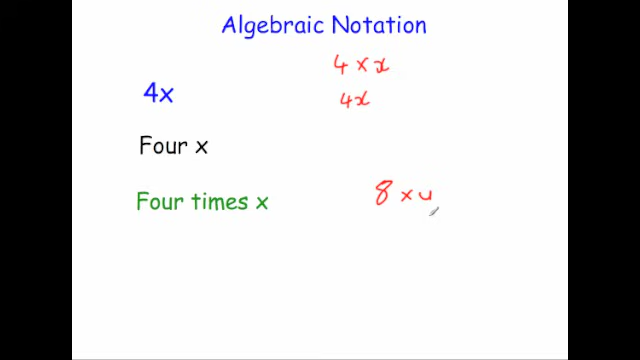 Algebraic Notation
4 × x
4x
4x
Four x
Four times x
8 ×